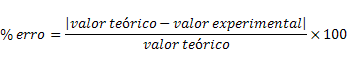 % erro = |valor teórico − valor experimental| / valor teórico × 100